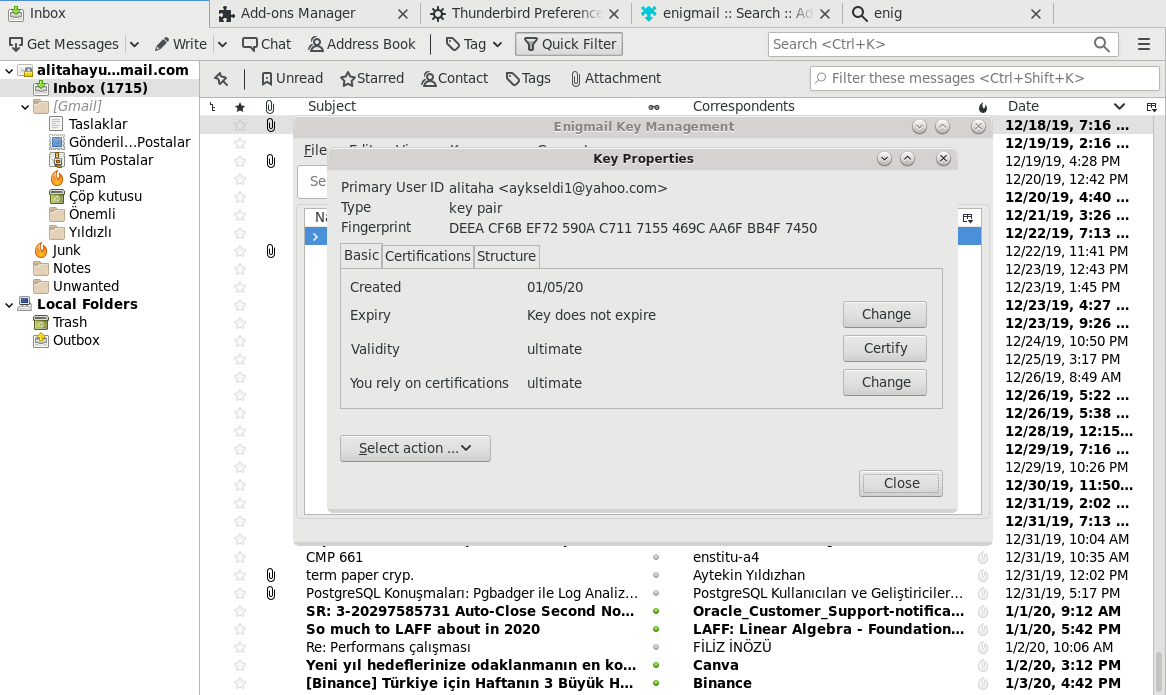 Inbox
Add-ons Manager
Thunderbird Preference
enigmail :: Search :: Ad
enig
Get Messages
Write
Chat
Address Book
Tag
Quick Filter
Search <Ctrl+K>
alitahayu...mail.com
Inbox (1715)
[Gmail]
Taslaklar
Gönderil...Postalar
Tüm Postalar
Spam
Çöp kutusu
Önemli
Yıldızlı
Junk
Notes
Unwanted
Local Folders
Trash
Outbox
Unread
Starred
Contact
Tags
Attachment
Filter these messages <Ctrl+Shift+K>
Subject
Correspondents
Date
Enigmail Key Management
File
Key Properties
Primary User ID alitaha <aykseldi1@yahoo.com>
Type key pair
Fingerprint DEEA CF6B EF72 590A C711 7155 469C AA6F BB4F 7450
Basic Certifications Structure
Created 01/05/20
Expiry Key does not expire Change
Validity ultimate Certify
You rely on certifications ultimate Change
Select action ...
Close
12/18/19, 7:16 ...
12/19/19, 2:16 ...
12/19/19, 4:28 PM
12/20/19, 12:42 PM
12/20/19, 4:40 ...
12/21/19, 3:26 ...
12/22/19, 7:13 ...
12/22/19, 11:41 PM
12/23/19, 12:43 PM
12/23/19, 1:45 PM
12/23/19, 4:27 ...
12/23/19, 9:26 ...
12/24/19, 10:50 PM
12/25/19, 3:17 PM
12/26/19, 8:49 AM
12/26/19, 5:22 ...
12/26/19, 5:38 ...
12/28/19, 12:15...
12/29/19, 7:16 ...
12/29/19, 10:26 PM
12/30/19, 11:50...
12/31/19, 2:02 ...
12/31/19, 7:13 ...
12/31/19, 10:04 AM
CMP 661 enstitu-a4 12/31/19, 10:35 AM
term paper cryp. Aytekin Yıldızhan 12/31/19, 12:02 PM
PostgreSQL Konuşmaları: Pgbadger ile Log Analiz... PostgreSQL Kullanıcıları ve Geliştiriciler... 12/31/19, 5:17 PM
SR: 3-20297585731 Auto-Close Second No... Oracle_Customer_Support-notifica... 1/1/20, 9:12 AM
So much to LAFF about in 2020 LAFF: Linear Algebra - Foundation... 1/1/20, 5:42 PM
Re: Performans çalışması FİLİZ İNÖZÜ 1/2/20, 10:06 AM
Yeni yıl hedeflerinize odaklanmanın en ko... Canva 1/2/20, 3:12 PM
[Binance] Türkiye için Haftanın 3 Büyük H... Binance 1/3/20, 4:42 PM